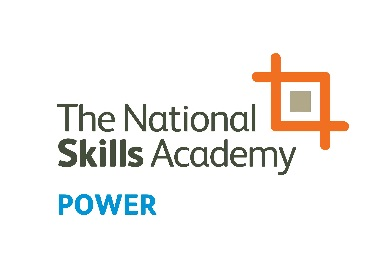 The National
Skills Academy
POWER